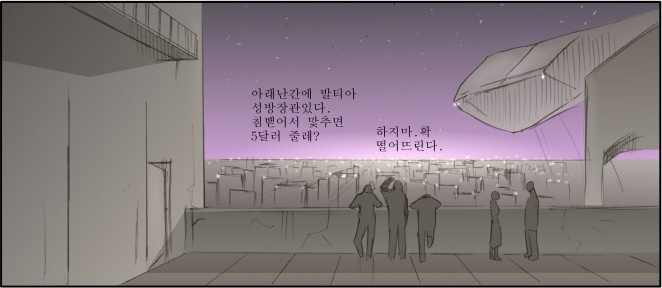 아래난간에 발티아
성방장관있다.
침뱉어서 맞추면
5달러 줄레?
하지마.확
떨어뜨린다.